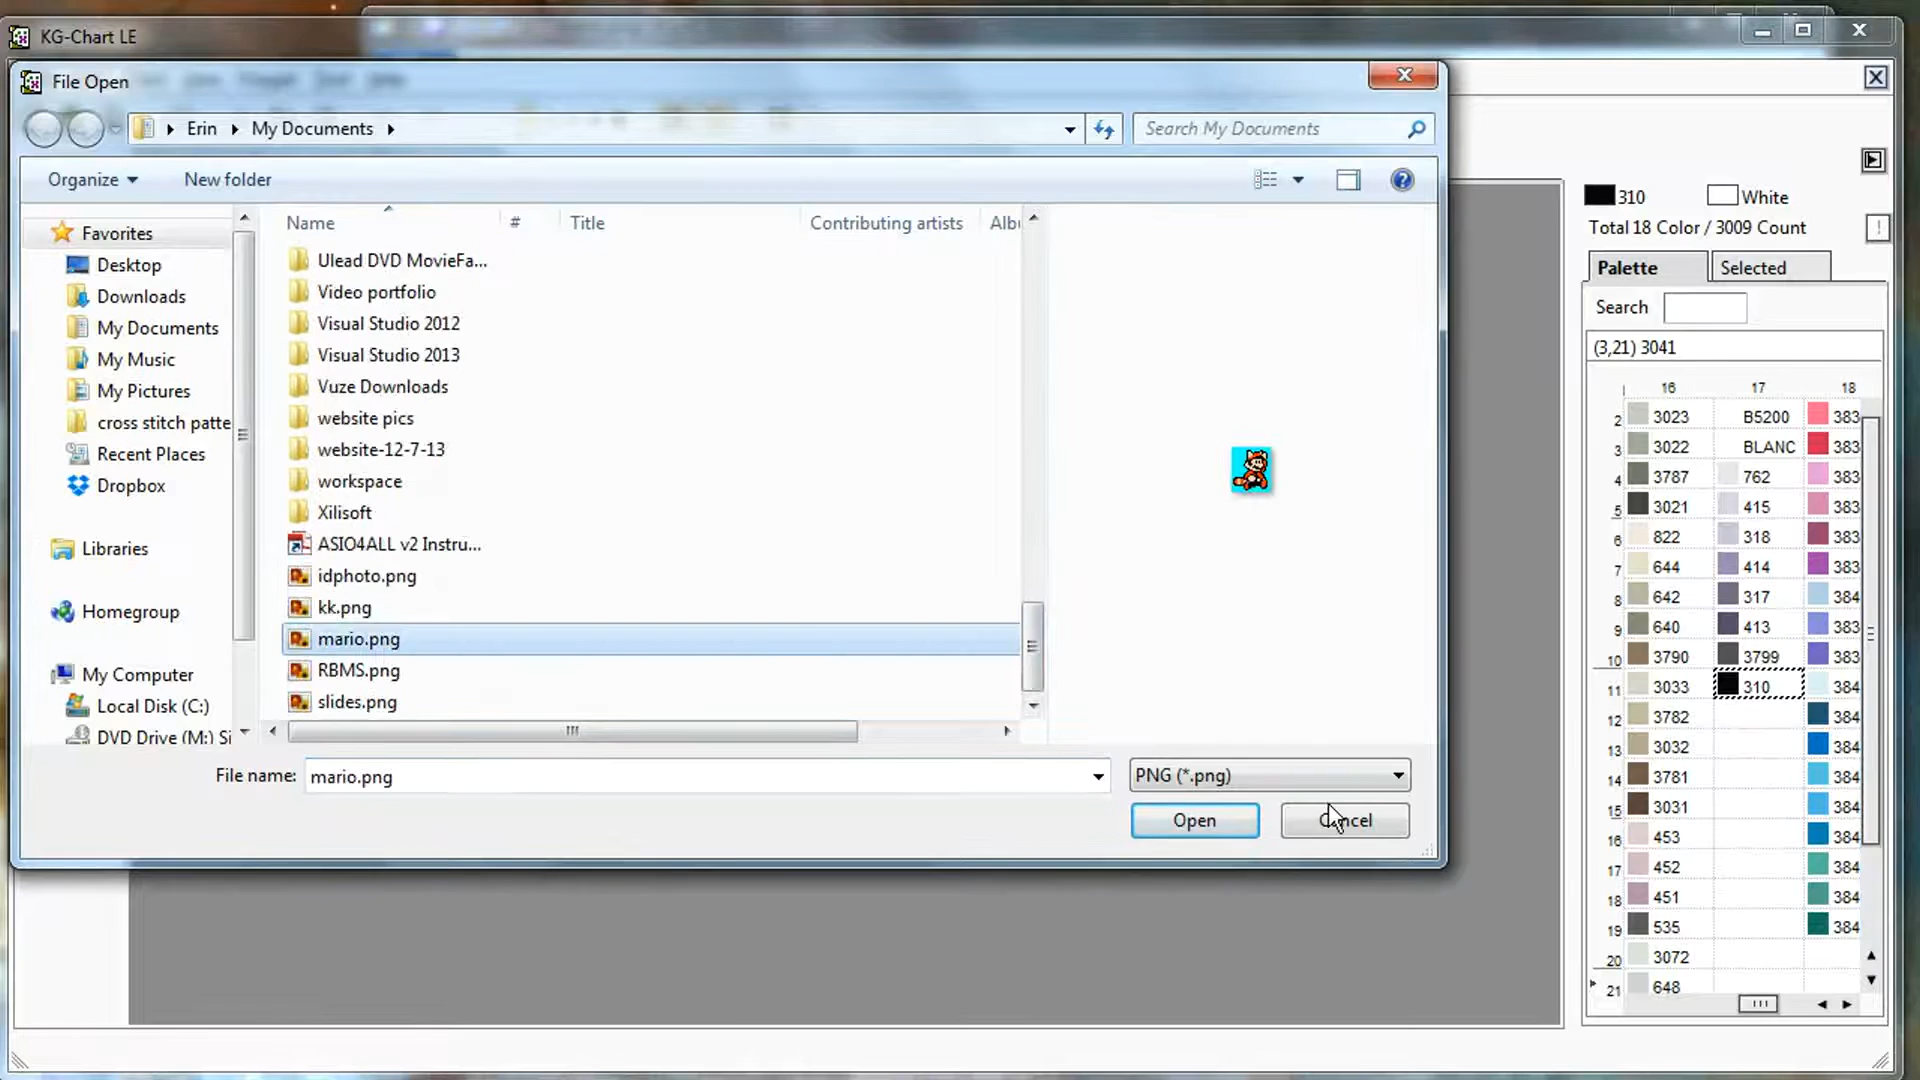 KG-Chart LE
File Open
Erin My Documents
Search My Documents
Organize New folder
Name # Title Contributing artists Albu
Favorites
Desktop
Downloads
My Documents
My Music
My Pictures
cross stitch patte
Recent Places
Dropbox
Libraries
Homegroup
My Computer
Local Disk (C:)
DVD Drive (M:) Si
Ulead DVD MovieFa...
Video portfolio
Visual Studio 2012
Visual Studio 2013
Vuze Downloads
website pics
website-12-7-13
workspace
Xilisoft
ASIO4ALL v2 Instru...
idphoto.png
kk.png
mario.png
RBMS.png
slides.png
File name: mario.png PNG (*.png)
Open Cancel
310 White
Total 18 Color / 3009 Count
Palette Selected
Search
(3,21) 3041
16 17 18
2 3023 B5200 383
3 3022 BLANC 383
4 3787 762 383
5 3021 415 383
6 822 318 383
7 644 414 383
8 642 317 384
9 640 413 383
10 3790 3799 383
11 3033 310 384
12 3782 384
13 3032 384
14 3781 384
15 3031 384
16 453 384
17 452 384
18 451 384
19 535 384
20 3072
21 648